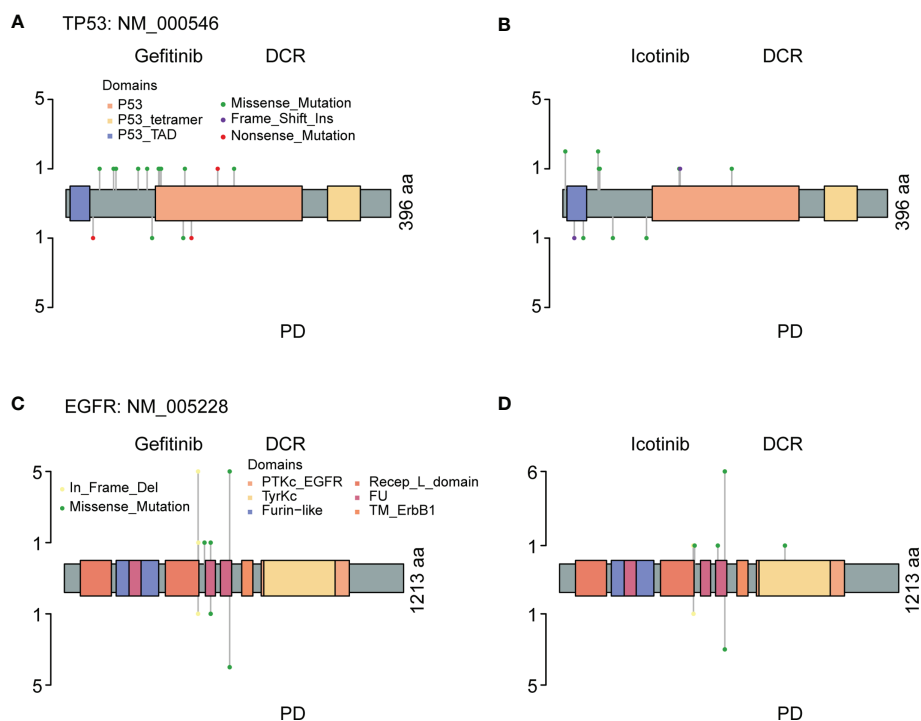 A TP53: NM_000546
Gefitinib DCR
Domains
P53
P53_tetramer
P53_TAD
Missense_Mutation
Frame_Shift_Ins
Nonsense_Mutation
5
1
1
5
396 aa
PD
B
Icotinib DCR
5
1
1
5
396 aa
PD
C EGFR: NM_005228
Gefitinib DCR
In_Frame_Del
Missense_Mutation
Domains
PTKc_EGFR
TyrKc
Furin−like
Recep_L_domain
FU
TM_ErbB1
5
1
1
5
1213 aa
PD
D
Icotinib DCR
6
1
1
5
1213 aa
PD